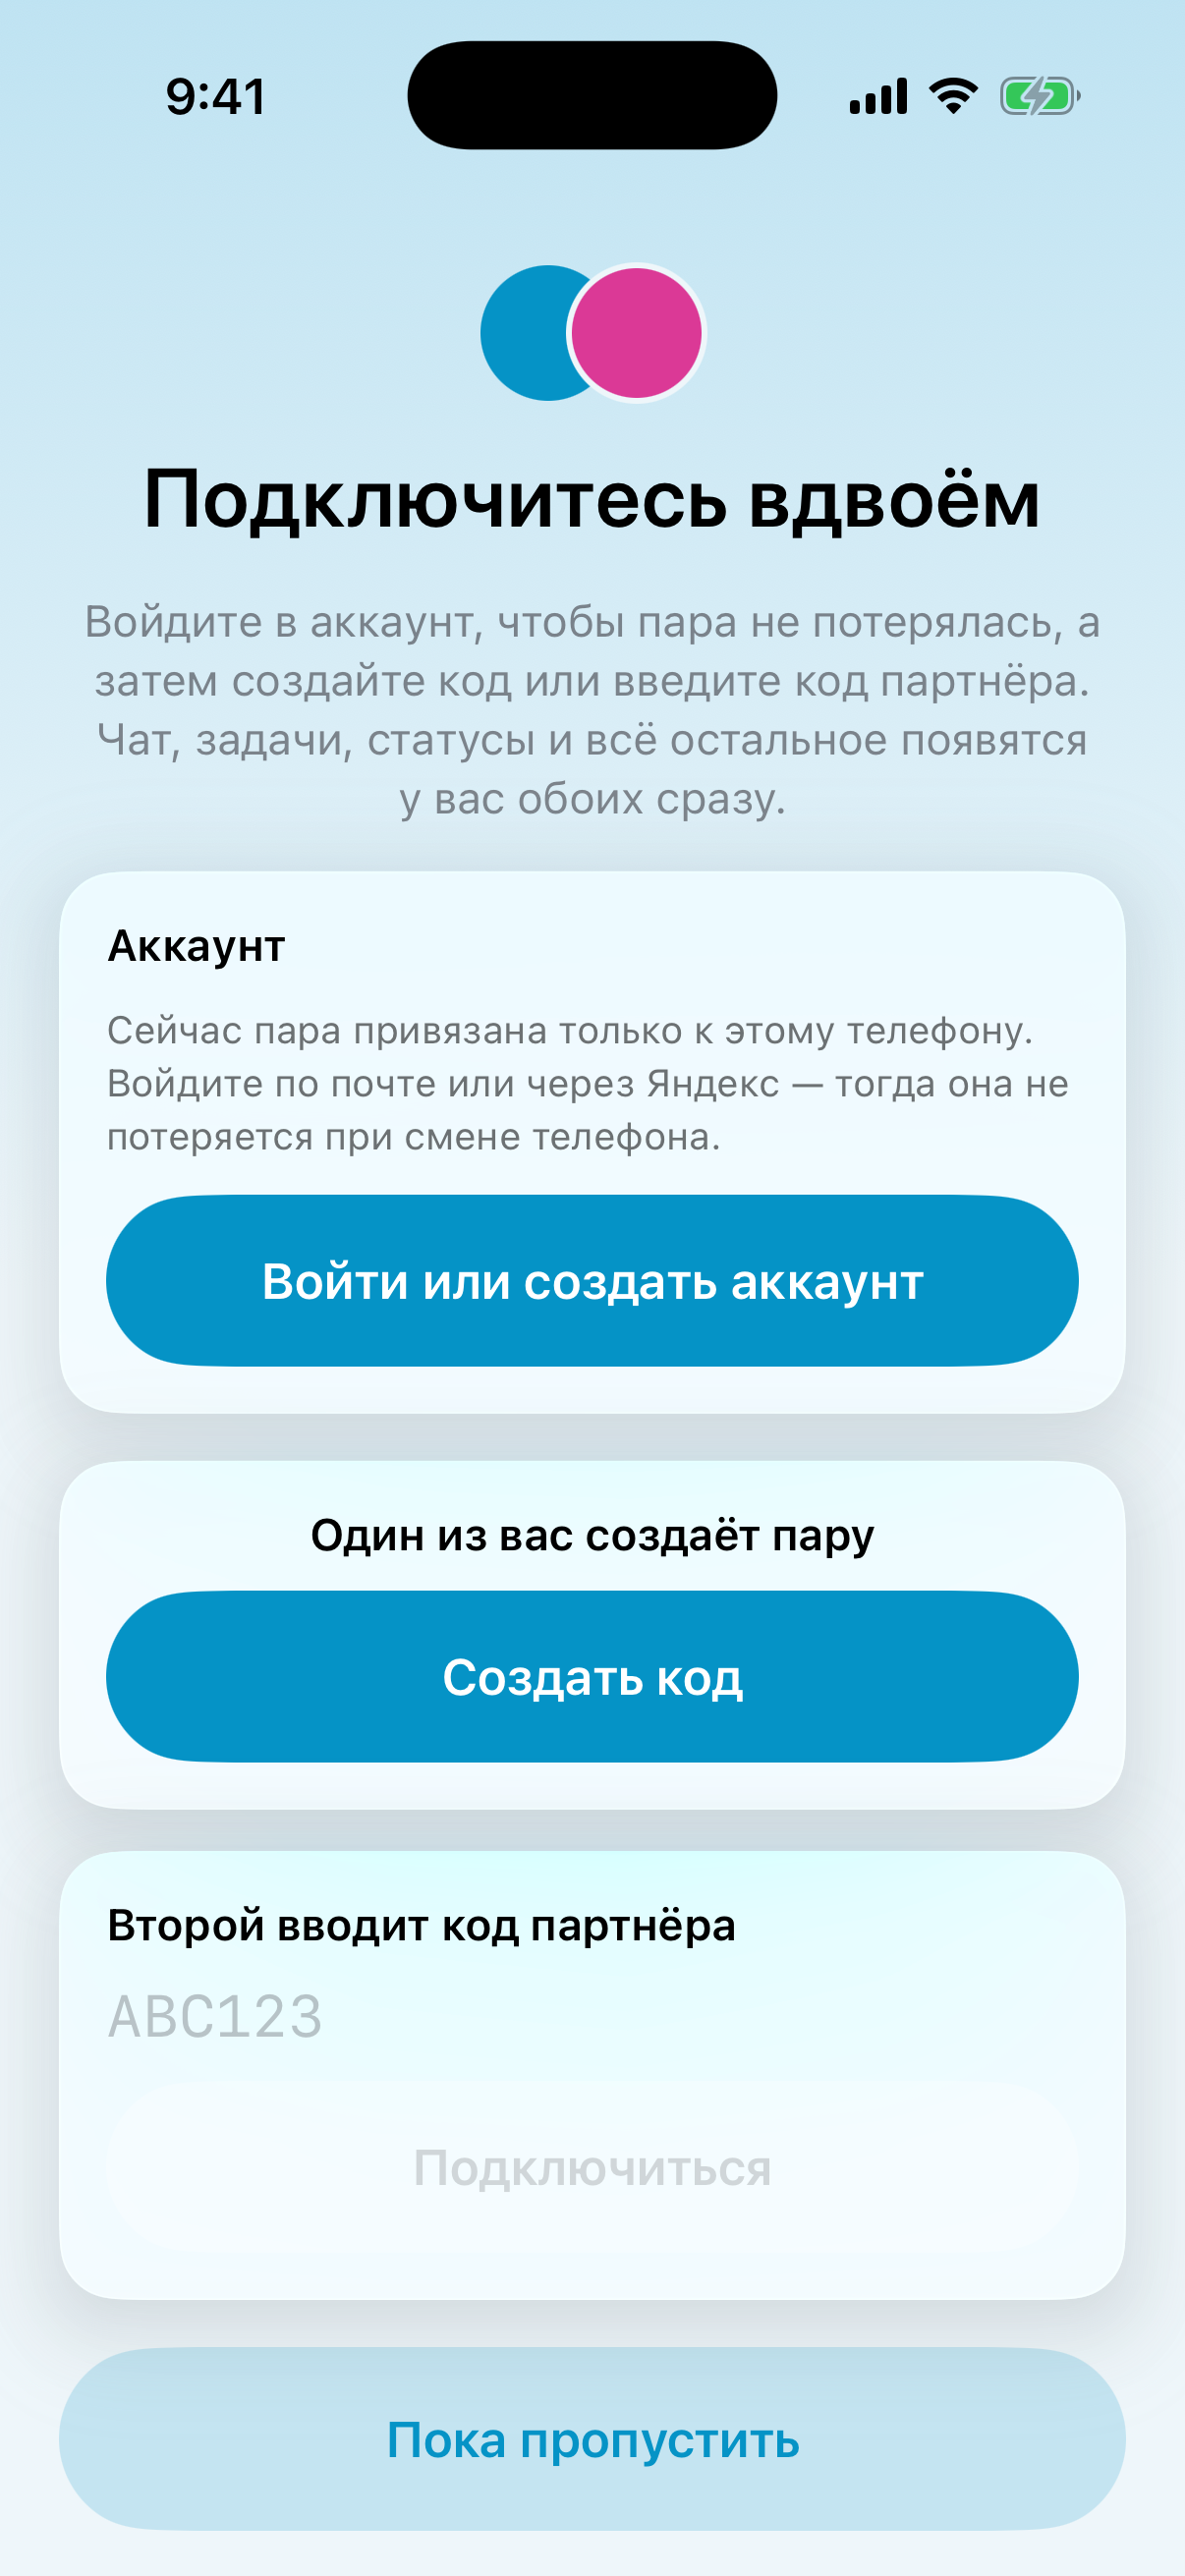 9:41
Подключитесь вдвоём
Войдите в аккаунт, чтобы пара не потерялась, а
затем создайте код или введите код партнёра.
Чат, задачи, статусы и всё остальное появятся
у вас обоих сразу.
Аккаунт
Сейчас пара привязана только к этому телефону.
Войдите по почте или через Яндекс — тогда она не
потеряется при смене телефона.
Войти или создать аккаунт
Один из вас создаёт пару
Создать код
Второй вводит код партнёра
ABC123
Подключиться
Пока пропустить